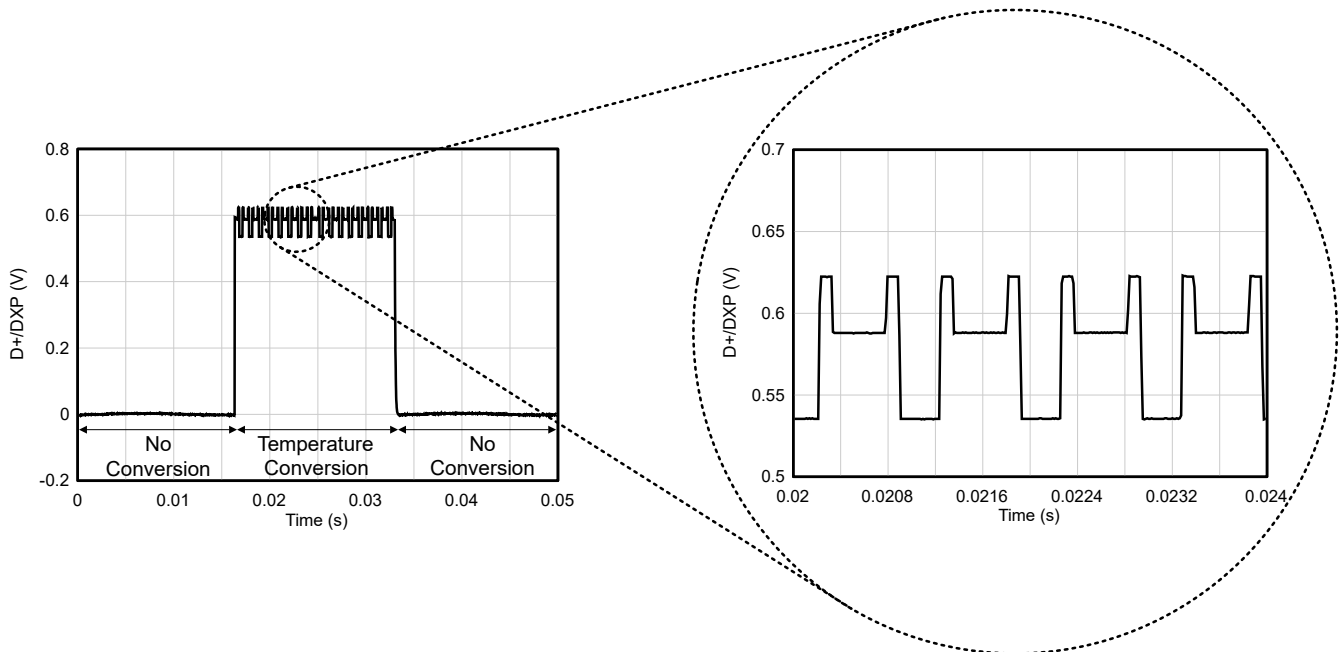 0.8
0.6
0.4
0.2
0
-0.2
D+/DXP (V)
No
Conversion
Temperature
Conversion
No
Conversion
0
0.01
0.02
0.03
0.04
0.05
Time (s)
0.7
0.65
0.6
0.55
0.5
D+/DXP (V)
0.02
0.0208
0.0216
0.0224
0.0232
0.024
Time (s)